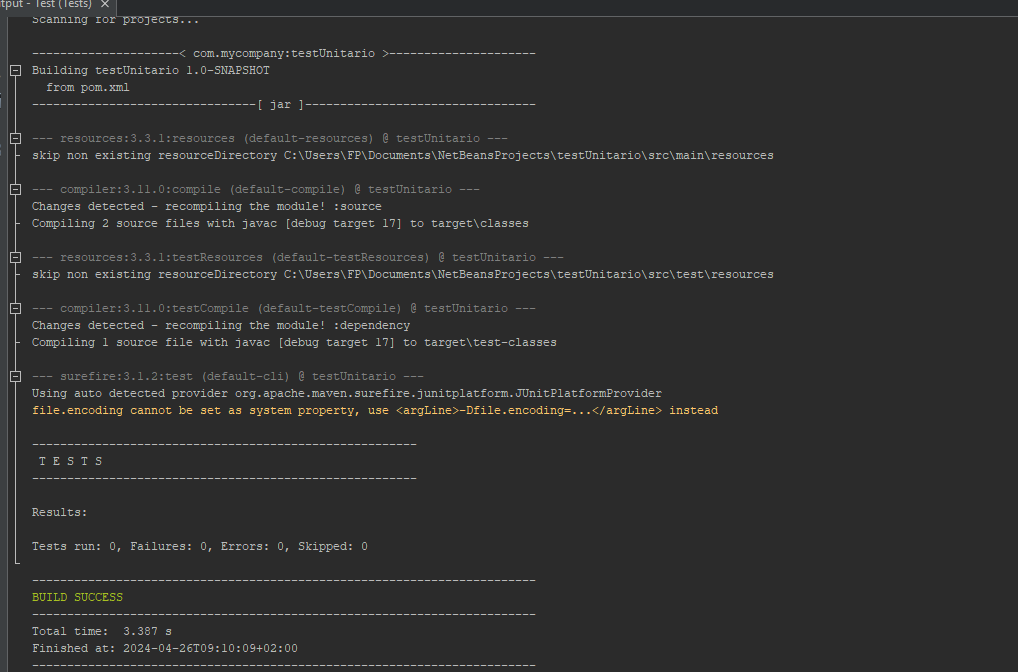 tput - Test (Tests) ×
Scanning for projects...
---------------------< com.mycompany:testUnitario >---------------------
Building testUnitario 1.0-SNAPSHOT
from pom.xml
--------------------------------[ jar ]---------------------------------
--- resources:3.3.1:resources (default-resources) @ testUnitario ---
skip non existing resourceDirectory C:\Users\FP\Documents\NetBeansProjects\testUnitario\src\main\resources
--- compiler:3.11.0:compile (default-compile) @ testUnitario ---
Changes detected - recompiling the module! :source
Compiling 2 source files with javac [debug target 17] to target\classes
--- resources:3.3.1:testResources (default-testResources) @ testUnitario ---
skip non existing resourceDirectory C:\Users\FP\Documents\NetBeansProjects\testUnitario\src\test\resources
--- compiler:3.11.0:testCompile (default-testCompile) @ testUnitario ---
Changes detected - recompiling the module! :dependency
Compiling 1 source file with javac [debug target 17] to target\test-classes
--- surefire:3.1.2:test (default-cli) @ testUnitario ---
Using auto detected provider org.apache.maven.surefire.junitplatform.JUnitPlatformProvider
file.encoding cannot be set as system property, use <argLine>-Dfile.encoding=...</argLine> instead
-------------------------------------------------------
T E S T S
-------------------------------------------------------
Results:
Tests run: 0, Failures: 0, Errors: 0, Skipped: 0
------------------------------------------------------------------------
BUILD SUCCESS
------------------------------------------------------------------------
Total time:  3.387 s
Finished at: 2024-04-26T09:10:09+02:00
------------------------------------------------------------------------